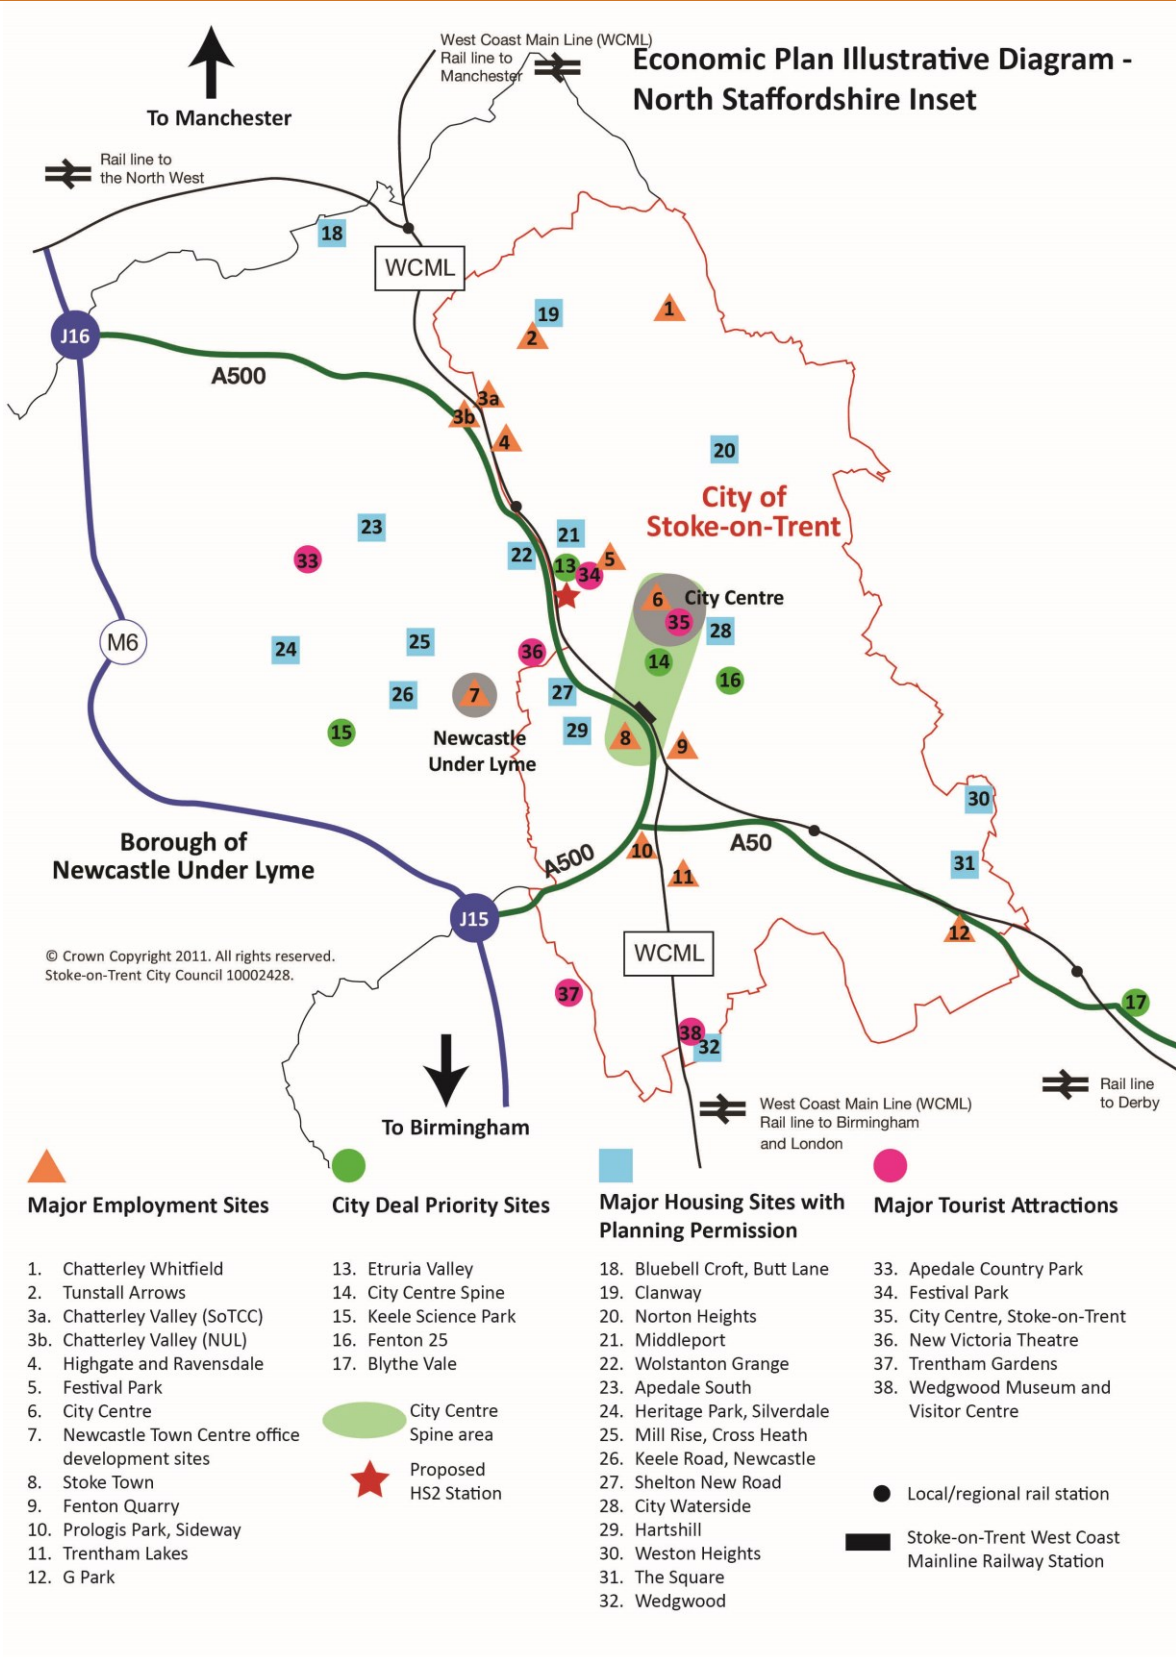 West Coast Main Line (WCML)
Rail line to
Manchester
Economic Plan Illustrative Diagram -
North Staffordshire Inset
To Manchester
Rail line to
the North West
18
WCML
19
1
2
J16
A500
3a
3b
4
20
City of
Stoke-on-Trent
23
21
22
33
13
34
5
6
City Centre
35
28
M6
24
25
36
14
16
26
7
27
15
29
8
9
Newcastle
Under Lyme
30
Borough of
Newcastle Under Lyme
A500
10
A50
11
31
J15
12
WCML
© Crown Copyright 2011. All rights reserved.
Stoke-on-Trent City Council 10002428.
37
17
38
32
To Birmingham
West Coast Main Line (WCML)
Rail line to Birmingham
and London
Rail line
to Derby
Major Employment Sites
1. Chatterley Whitfield
2. Tunstall Arrows
3a. Chatterley Valley (SoTCC)
3b. Chatterley Valley (NUL)
4. Highgate and Ravensdale
5. Festival Park
6. City Centre
7. Newcastle Town Centre office
development sites
8. Stoke Town
9. Fenton Quarry
10. Prologis Park, Sideway
11. Trentham Lakes
12. G Park
City Deal Priority Sites
13. Etruria Valley
14. City Centre Spine
15. Keele Science Park
16. Fenton 25
17. Blythe Vale
City Centre
Spine area
Proposed
HS2 Station
Major Housing Sites with
Planning Permission
18. Bluebell Croft, Butt Lane
19. Clanway
20. Norton Heights
21. Middleport
22. Wolstanton Grange
23. Apedale South
24. Heritage Park, Silverdale
25. Mill Rise, Cross Heath
26. Keele Road, Newcastle
27. Shelton New Road
28. City Waterside
29. Hartshill
30. Weston Heights
31. The Square
32. Wedgwood
Major Tourist Attractions
33. Apedale Country Park
34. Festival Park
35. City Centre, Stoke-on-Trent
36. New Victoria Theatre
37. Trentham Gardens
38. Wedgwood Museum and
Visitor Centre
Local/regional rail station
Stoke-on-Trent West Coast
Mainline Railway Station